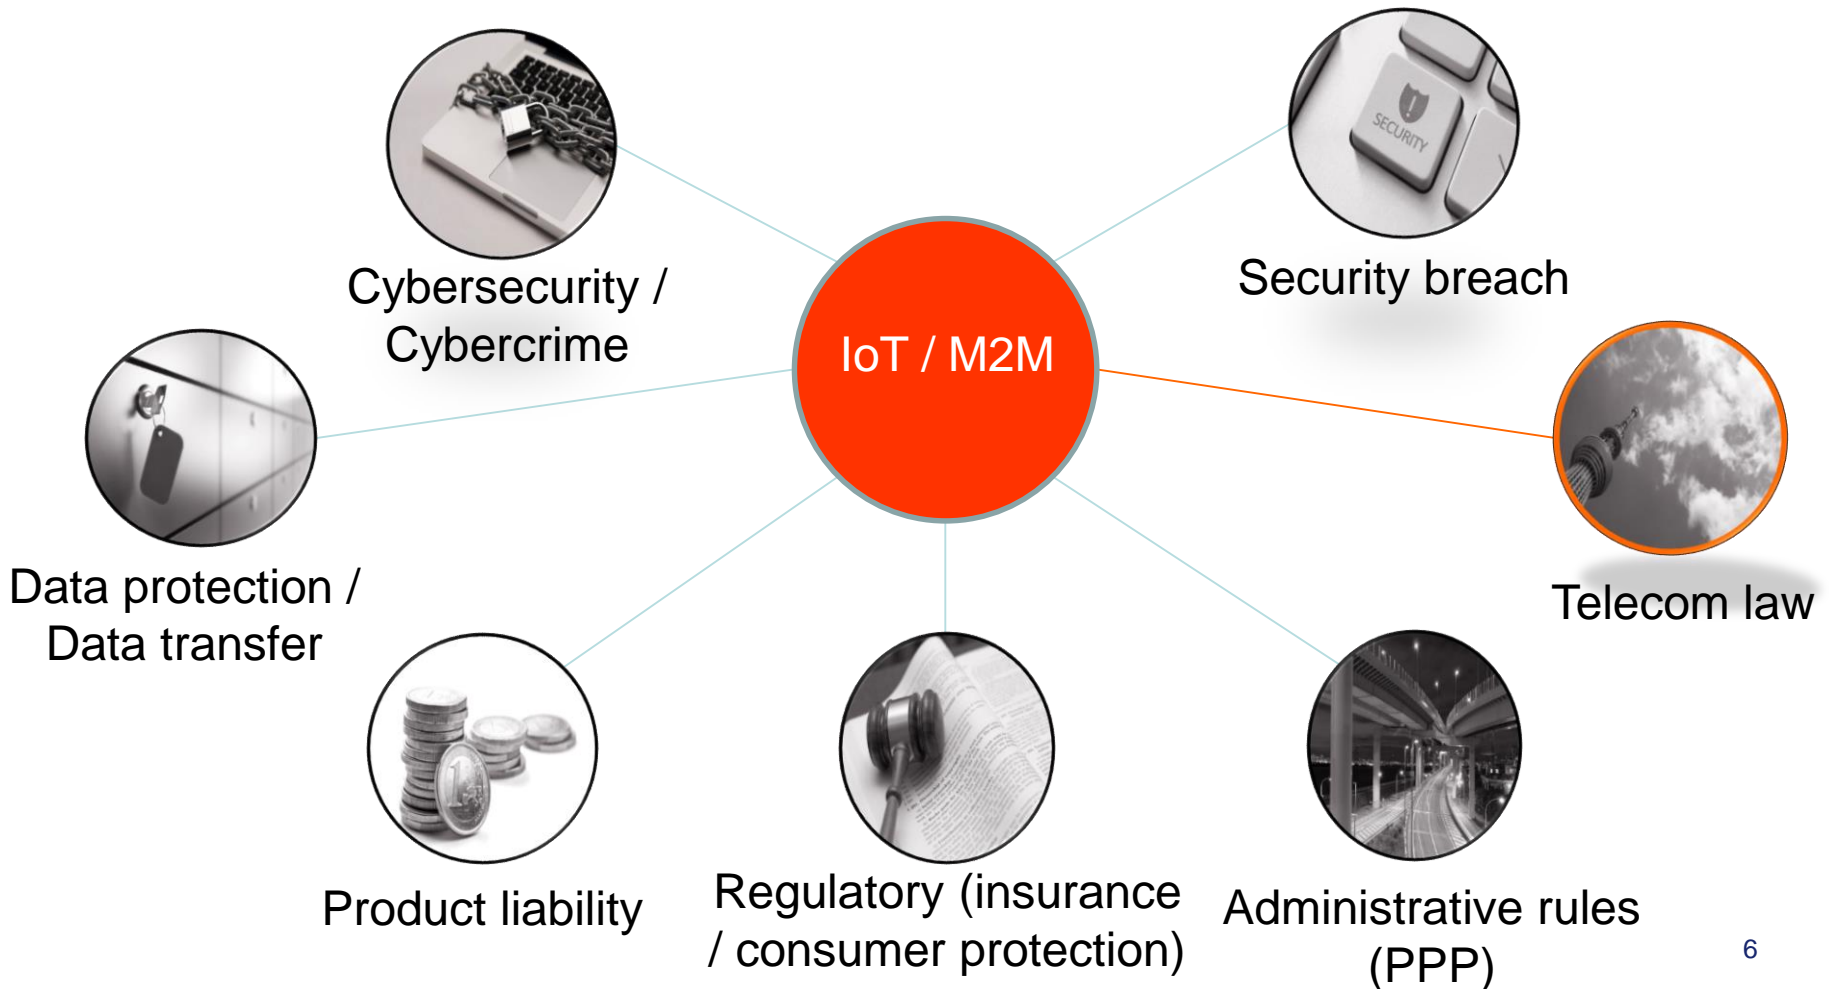 SECURITY
Cybersecurity /
Cybercrime
Security breach
IoT / M2M
Data protection /
Data transfer
Telecom law
Product liability
Regulatory (insurance
/ consumer protection)
Administrative rules
(PPP)
6